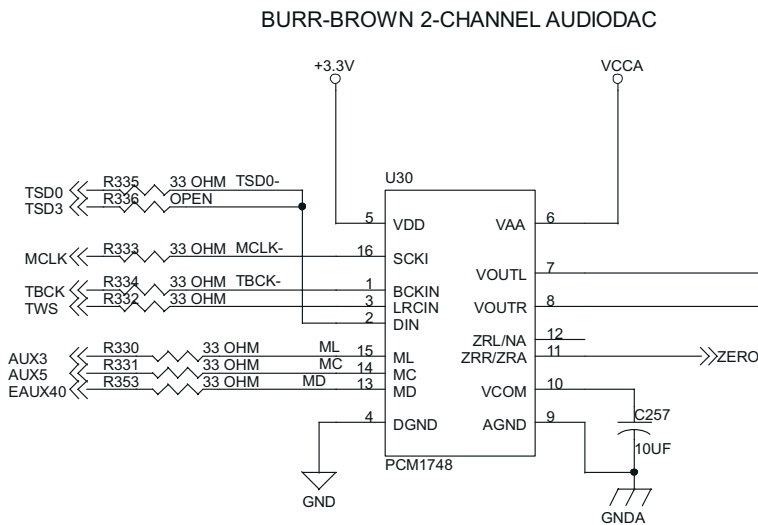 BURR-BROWN 2-CHANNEL AUDIODAC
+3.3V
VCCA
U30
TSD0 R335 33 OHM TSD0-
TSD3 R336 OPEN
5 VDD VAA 6
MCLK R333 33 OHM MCLK- 16 SCKI
VOUTL 7
TBCK R334 33 OHM TBCK- 1 BCKIN
TWS R332 33 OHM 3 LRCIN VOUTR 8
2 DIN
ZRL/NA 12
AUX3 R330 33 OHM ML 15 ML ZRR/ZRA 11 ZERO
AUX5 R331 33 OHM MC 14 MC
EAUX40 R353 33 OHM MD 13 MD VCOM 10
4 DGND AGND 9 C257
10UF
PCM1748
GND
GNDA